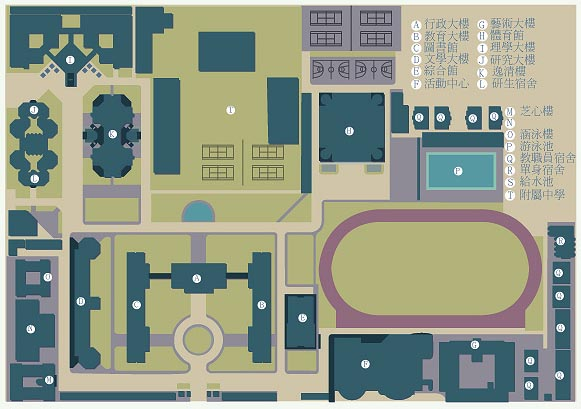 A 行政大樓 G 藝術大樓
B 教育大樓 H 體育館
C 圖書館 I 理學大樓
D 文學大樓 J 研究大樓
E 綜合館 K 逸清樓
F 活動中心 L 研生宿舍
M 芝心樓
N
O 涵泳樓
P 游泳池
Q 教職員宿舍
R 單身宿舍
S 給水池
T 附屬中學
I
J
K
L
H
Q Q Q Q
P
R
Q
Q
Q
D
C
A
B
E
A
M
F
G
Q Q
Q Q